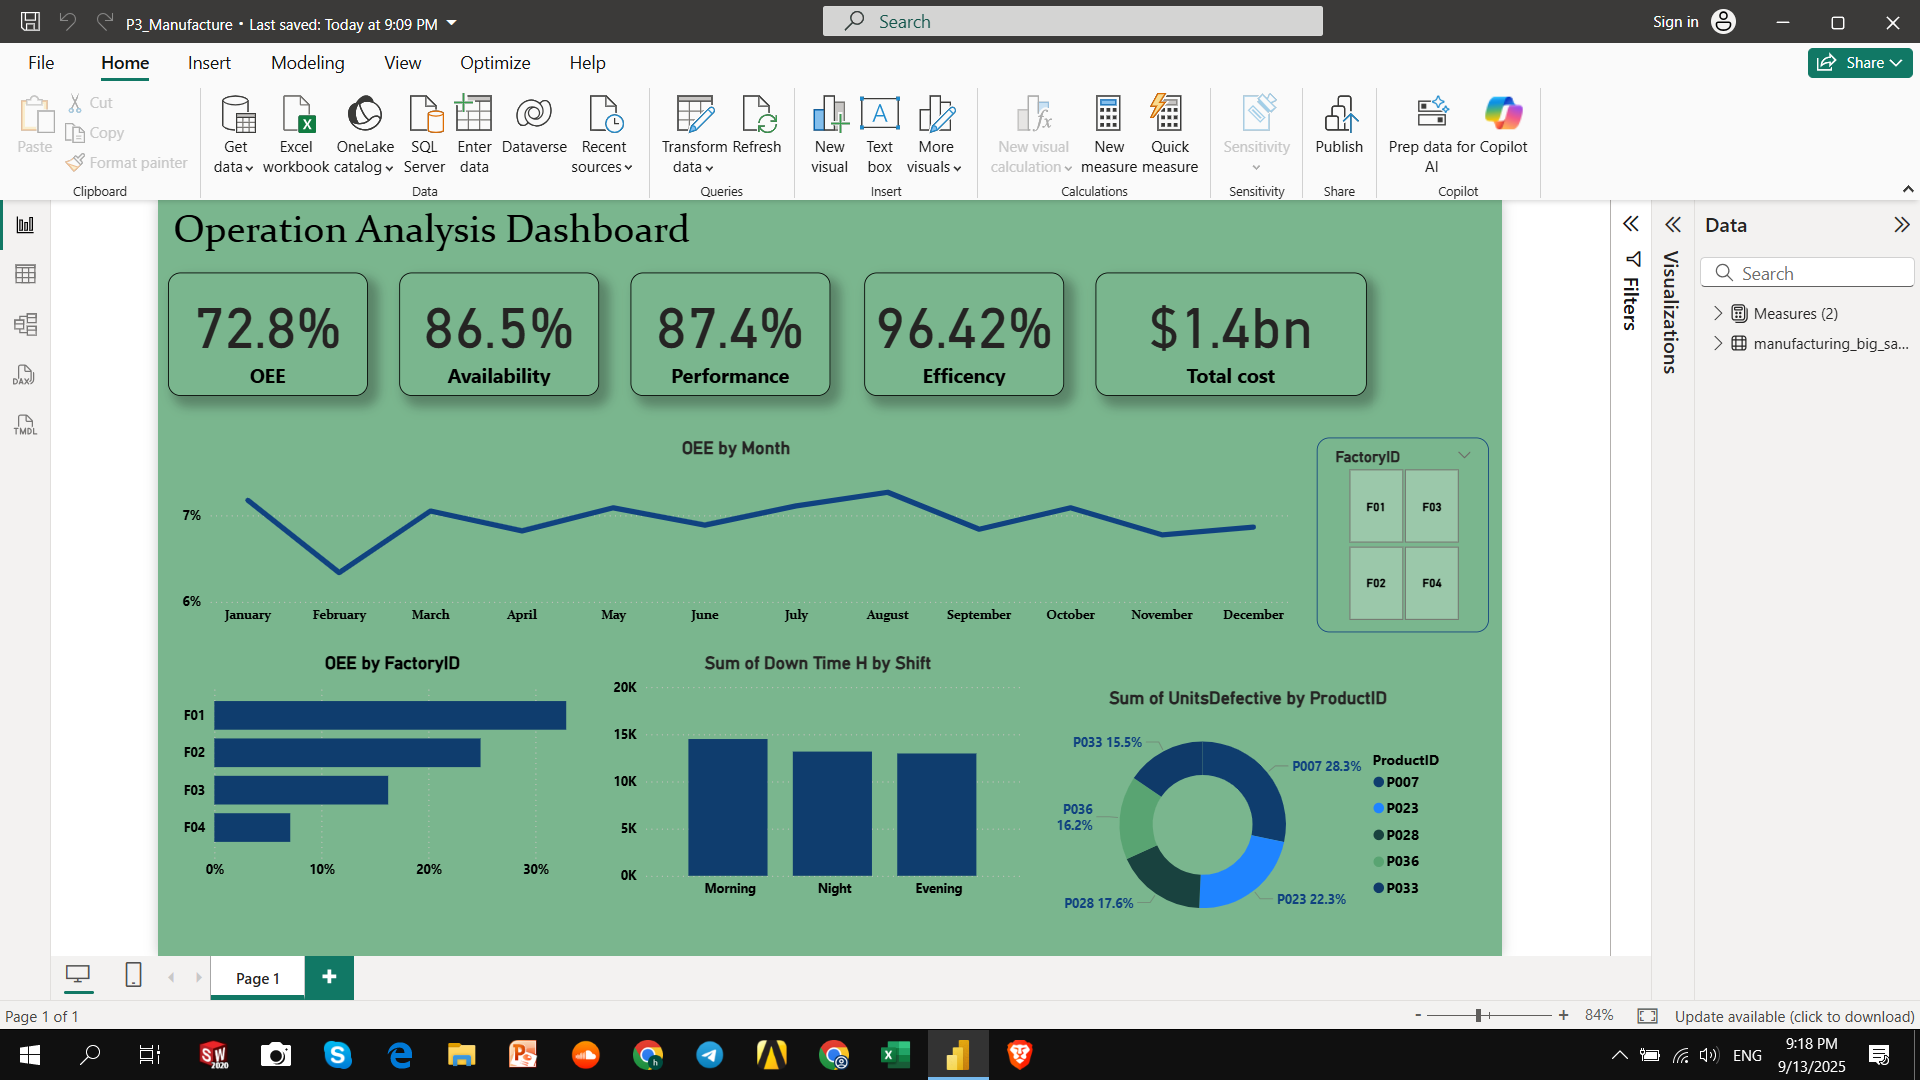 P3_Manufacture • Last saved: Today at 9:09 PM
Search
Sign in
File
Home
Insert
Modeling
View
Optimize
Help
Share
Paste
Cut
Copy
Format painter
Clipboard
Get data
Excel workbook
OneLake catalog
SQL Server
Enter data
Dataverse
Recent sources
Data
Transform data
Refresh
Queries
New visual
Text box
More visuals
Insert
New visual calculation
New measure
Quick measure
Calculations
Sensitivity
Sensitivity
Publish
Share
Prep data for AI
Copilot
Copilot
Operation Analysis Dashboard
72.8%
OEE
86.5%
Availability
87.4%
Performance
96.42%
Efficency
$1.4bn
Total cost
OEE by Month
7%
6%
January
February
March
April
May
June
July
August
September
October
November
December
FactoryID
F01
F03
F02
F04
OEE by FactoryID
F01
F02
F03
F04
0%
10%
20%
30%
Sum of Down Time H by Shift
20K
15K
10K
5K
0K
Morning
Night
Evening
Sum of UnitsDefective by ProductID
P033 15.5%
P007 28.3%
P036
16.2%
P028 17.6%
P023 22.3%
ProductID
P007
P023
P028
P036
P033
Filters
Visualizations
Data
Search
Measures (2)
manufacturing_big_sa...
DAX
TMDL
Page 1
Page 1 of 1
84%
Update available (click to download)
SW
2020
ENG
9:18 PM
9/13/2025